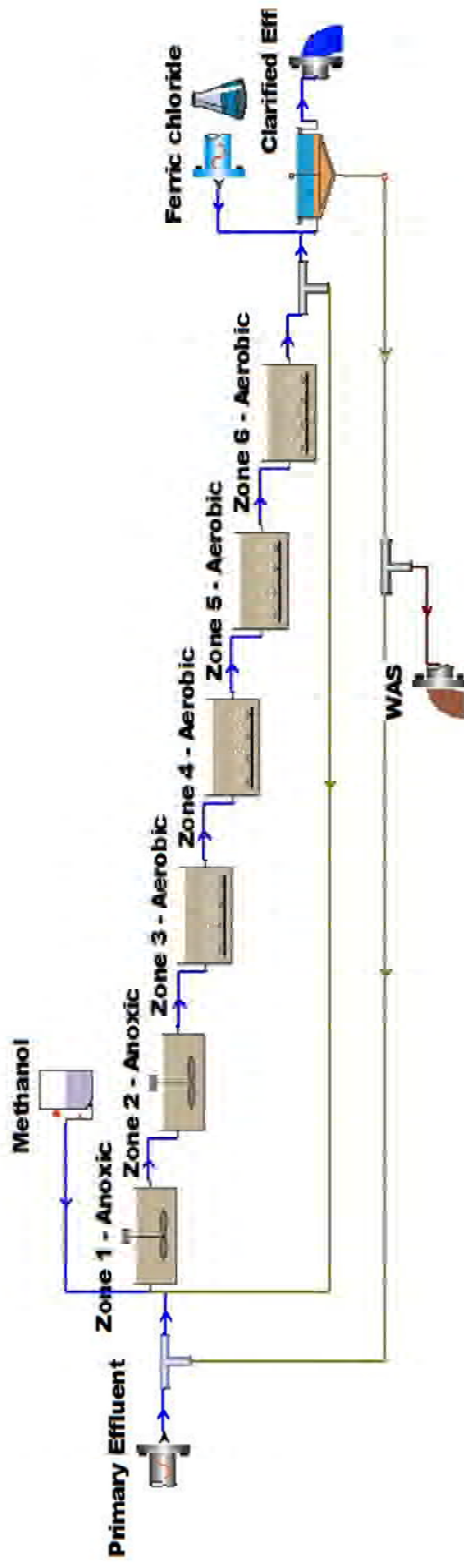 Primary Effluent
Zone 1 - Anoxic
Methanol
Zone 2 - Anoxic
Zone 3 - Aerobic
Zone 4 - Aerobic
Zone 5 - Aerobic
Zone 6 - Aerobic
Ferric chloride
Clarified Eff
WAS